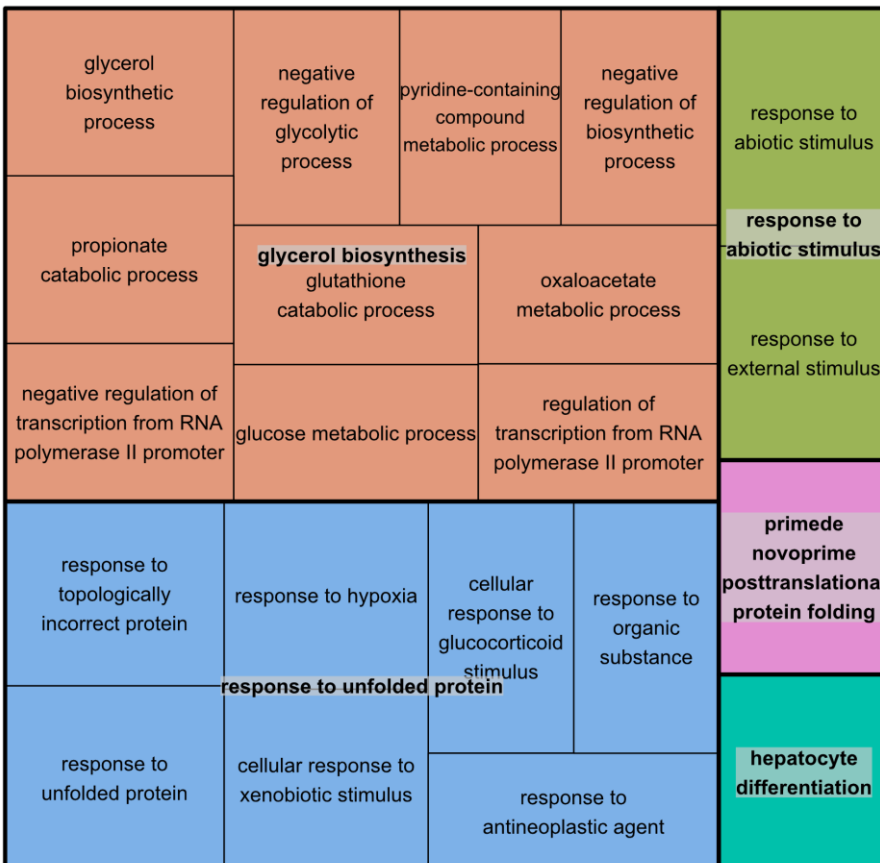 glycerol
biosynthetic
process
negative
regulation of
glycolytic
process
pyridine-containing
compound
metabolic process
negative
regulation of
biosynthetic
process
propionate
catabolic process
glycerol biosynthesis
glutathione
catabolic process
oxaloacetate
metabolic process
negative regulation of
transcription from RNA
polymerase II promoter
glucose metabolic process
regulation of
transcription from RNA
polymerase II promoter
response to
abiotic stimulus
response to
abiotic stimulus
response to
external stimulus
response to
topologically
incorrect protein
response to hypoxia
cellular
response to
glucocorticoid
stimulus
response to
organic
substance
response to unfolded protein
response to
unfolded protein
cellular response to
xenobiotic stimulus
response to
antineoplastic agent
primede
novoprime
posttranslationa
protein folding
hepatocyte
differentiation